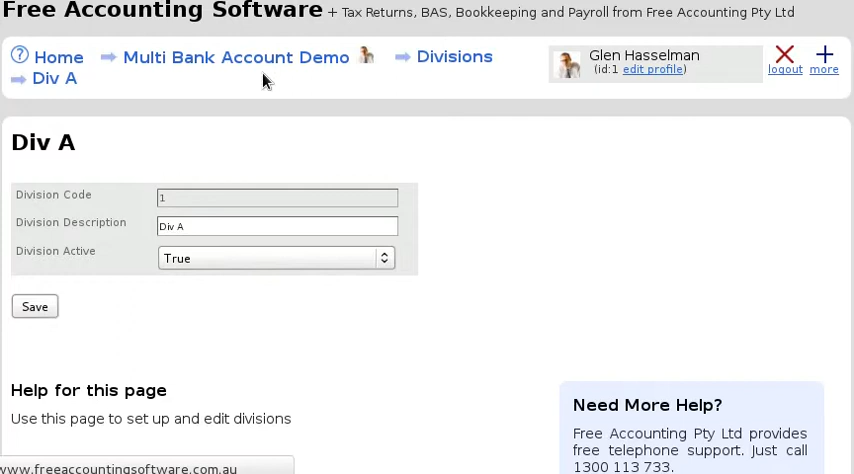 Free Accounting Software + Tax Returns, BAS, Bookkeeping and Payroll from Free Accounting Pty Ltd
Home Multi Bank Account Demo Divisions
Div A
Glen Hasselman
(id:1 edit profile)
logout more
Div A
Division Code 1
Division Description Div A
Division Active True
Save
Help for this page
Use this page to set up and edit divisions
Need More Help?
Free Accounting Pty Ltd provides
free telephone support. Just call
1300 113 733.
www.freeaccountingsoftware.com.au